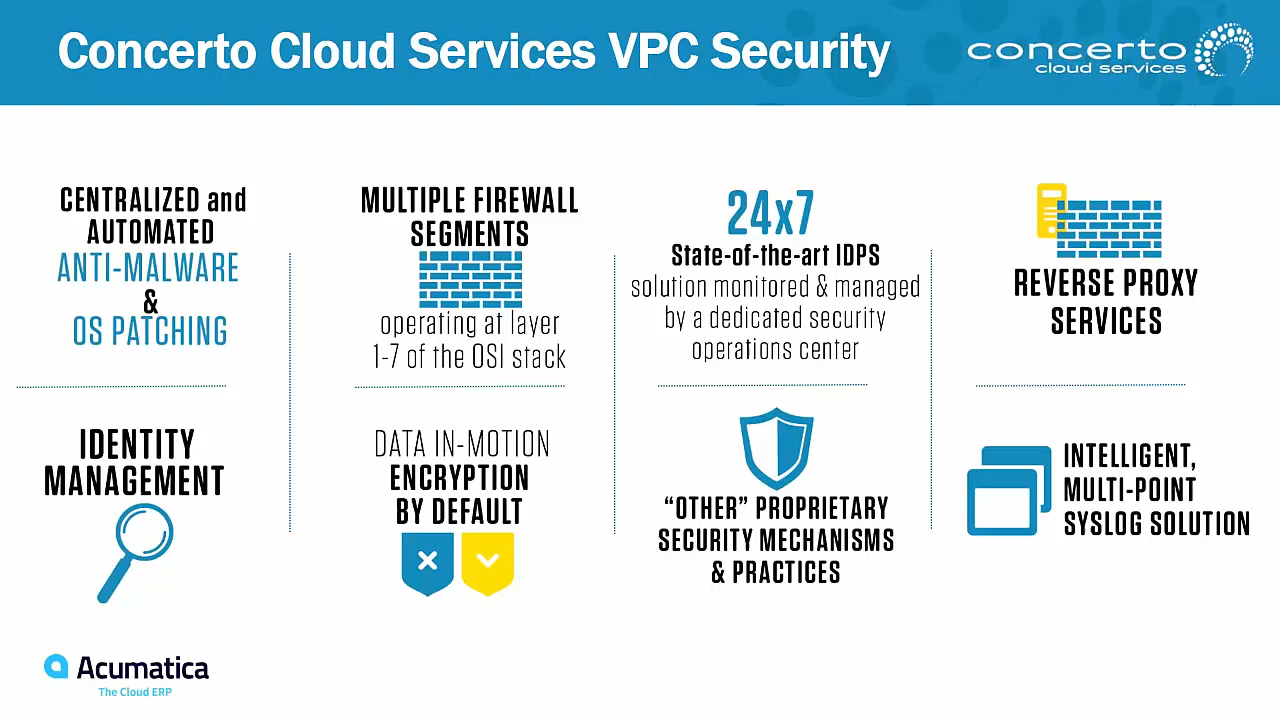 Concerto Cloud Services VPC Security
concerto
cloud services
CENTRALIZED and
AUTOMATED
ANTI-MALWARE
&
OS PATCHING
MULTIPLE FIREWALL
SEGMENTS
operating at layer
1-7 of the OSI stack
24x7
State-of-the-art IDPS
solution monitored & managed
by a dedicated security
operations center
REVERSE PROXY
SERVICES
IDENTITY
MANAGEMENT
DATA IN-MOTION
ENCRYPTION
BY DEFAULT
“OTHER” PROPRIETARY
SECURITY MECHANISMS
& PRACTICES
INTELLIGENT,
MULTI-POINT
SYSLOG SOLUTION
Acumatica
The Cloud ERP